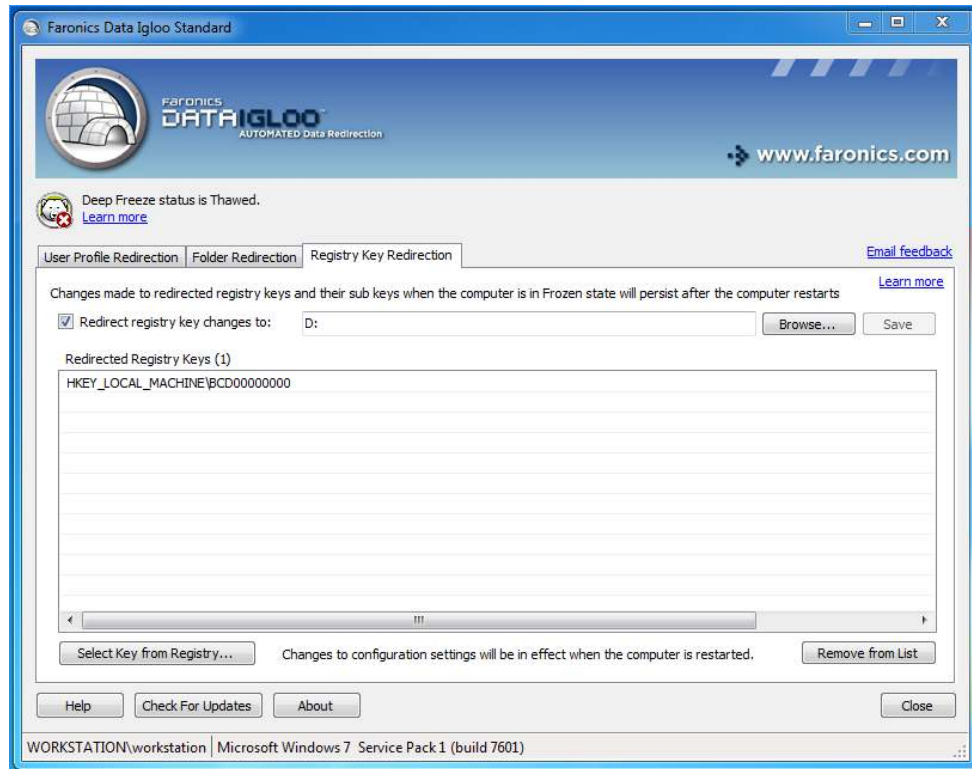 Faronics Data Igloo Standard
FARONICS
DATAIGLOO™
AUTOMATED Data Redirection
www.faronics.com
Deep Freeze status is Thawed.
Learn more
User Profile Redirection Folder Redirection Registry Key Redirection Email feedback
Learn more
Changes made to redirected registry keys and their sub keys when the computer is in Frozen state will persist after the computer restarts
Redirect registry key changes to: D: Browse... Save
Redirected Registry Keys (1)
HKEY_LOCAL_MACHINE\BCD00000000
Select Key from Registry... Changes to configuration settings will be in effect when the computer is restarted. Remove from List
Help Check For Updates About Close
WORKSTATION\workstation Microsoft Windows 7 Service Pack 1 (build 7601)